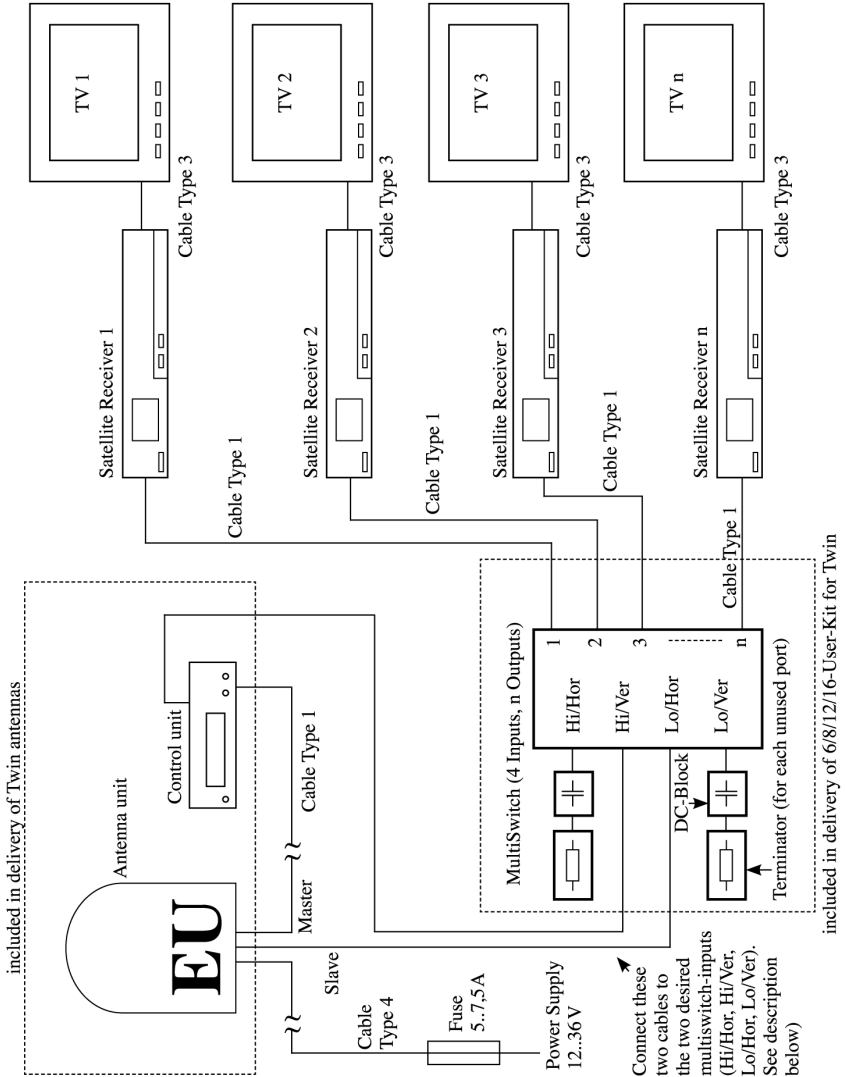 included in delivery of Twin antennas
Antenna unit
EU
Control unit
Master
Cable Type 1
Slave
Cable
Type 4
Fuse
5..7,5 A
Power Supply
12..36 V
Connect these
two cables to
the two desired
multiswitch-inputs
(Hi/Hor, Hi/Ver,
Lo/Hor, Lo/Ver).
See description
below)
MultiSwitch (4 Inputs, n Outputs)
Hi/Hor
Hi/Ver
Lo/Hor
Lo/Ver
1
2
3
n
DC-Block
Terminator (for each unused port)
included in delivery of 6/8/12/16-User-Kit for Twin
Cable Type 1
Cable Type 1
Cable Type 1
Cable Type 1
Satellite Receiver 1
Satellite Receiver 2
Satellite Receiver 3
Satellite Receiver n
Cable Type 3
Cable Type 3
Cable Type 3
Cable Type 3
TV 1
TV 2
TV 3
TV n